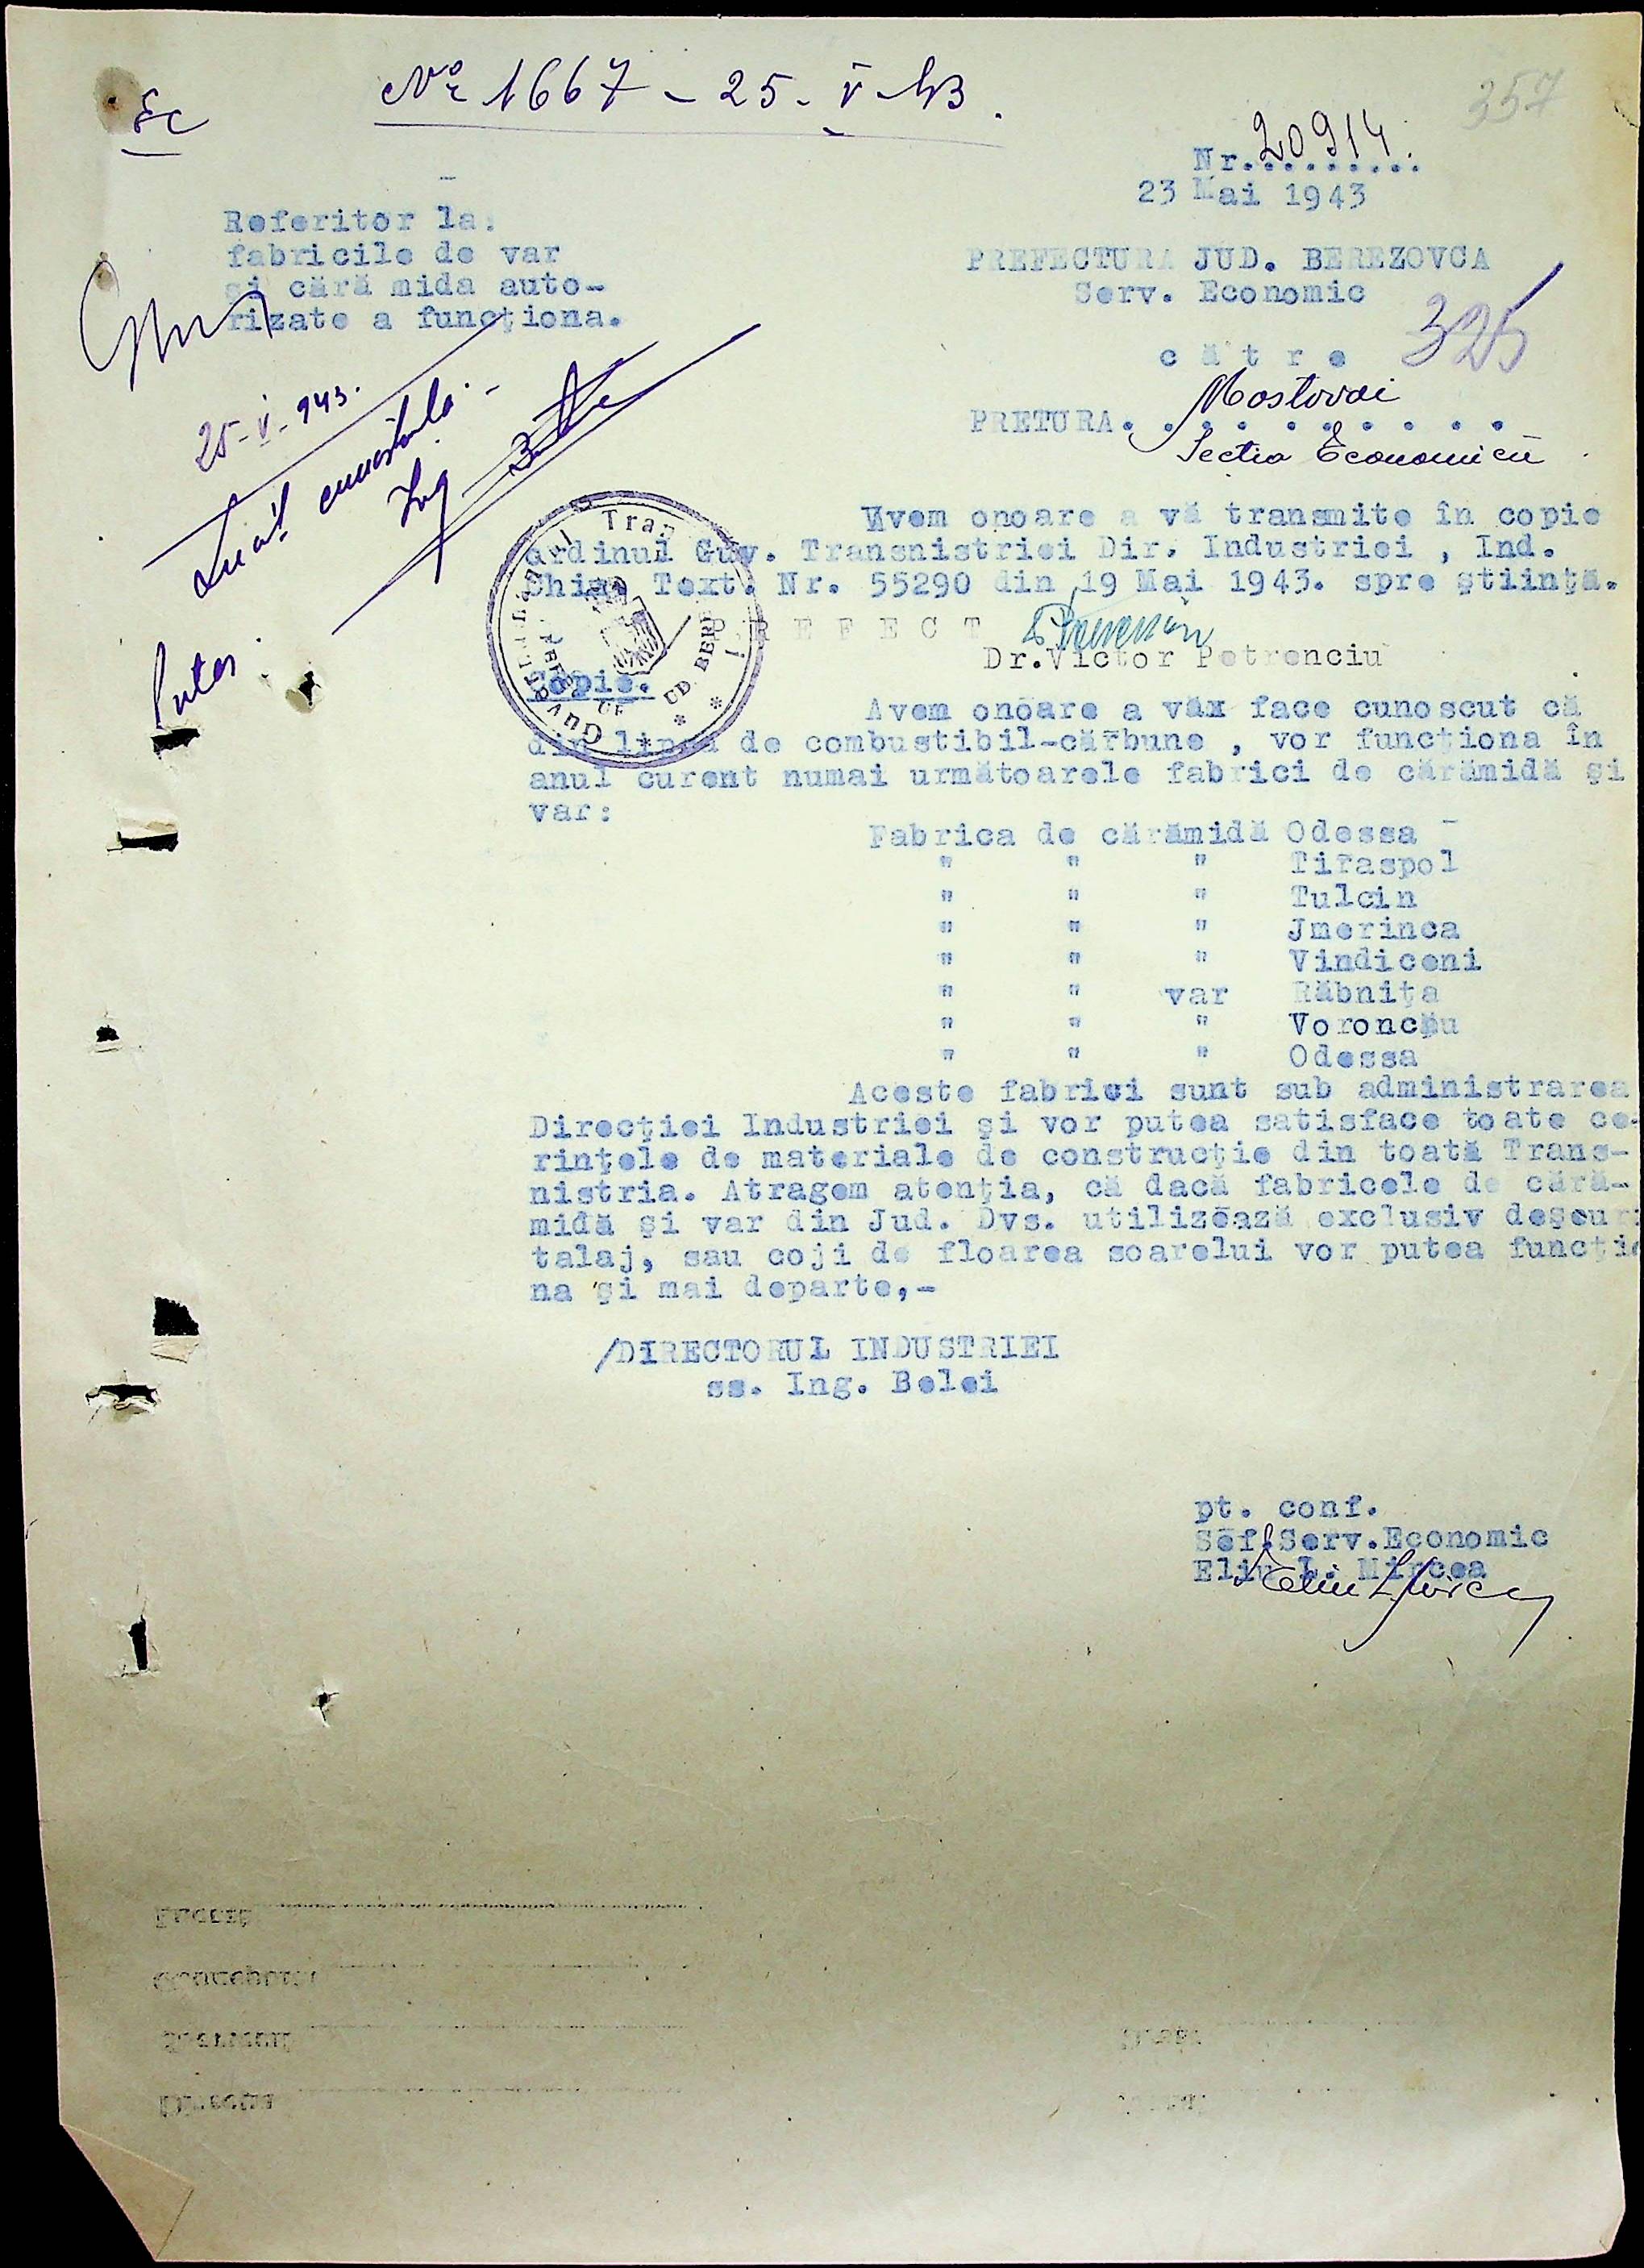 Ec
№ 1667 - 25 - V - 43.
357
Nr. 20914.
23 Mai 1943
Referitor la:
fabricile de var
și cără mida auto-
rizate a funcționa.
PREFECTURA JUD. BEREZOVCA
Serv. Economic
325
c ă t r e
PRETURA. Mostovoi
Sectia Economică
25-V-943.
Luat cunoștință.
Ing
Avem onoare a vă transmite în copie
ordinul Guv. Transnistriei Dir. Industriei , Ind.
Chim. Text. Nr. 55290 din 19 Mai 1943. spre știință.
P R E F E C T
Dr. Victor Petrenciu
Copie.
Avem onoare a văx face cunoscut că
din lipsa de combustibil-cărbune , vor funcționa în
anul curent numai următoarele fabrici de cărămidă și
var:
Fabrica de cărămidă Odessa -
" " " Tiraspol
" " " Tulcin
" " " Jmerinca
" " " Vindiceni
" " var Răbnița
" " " Voroncău
" " " Odessa
Aceste fabrici sunt sub administrarea
Direcției Industriei și vor putea satisface toate ce-
rințele de materiale de construcție din toată Trans-
nistria. Atragem atenția, că dacă fabricele de cără-
midă și var din Jud. Dvs. utilizează exclusiv deșeuri
talaj, sau coji de floarea soarelui vor putea funcțio
na și mai departe,-
/DIRECTORUL INDUSTRIEI
ss. Ing. Belei
pt. conf.
Șef.Serv.Economic
Eliu L. Mircea